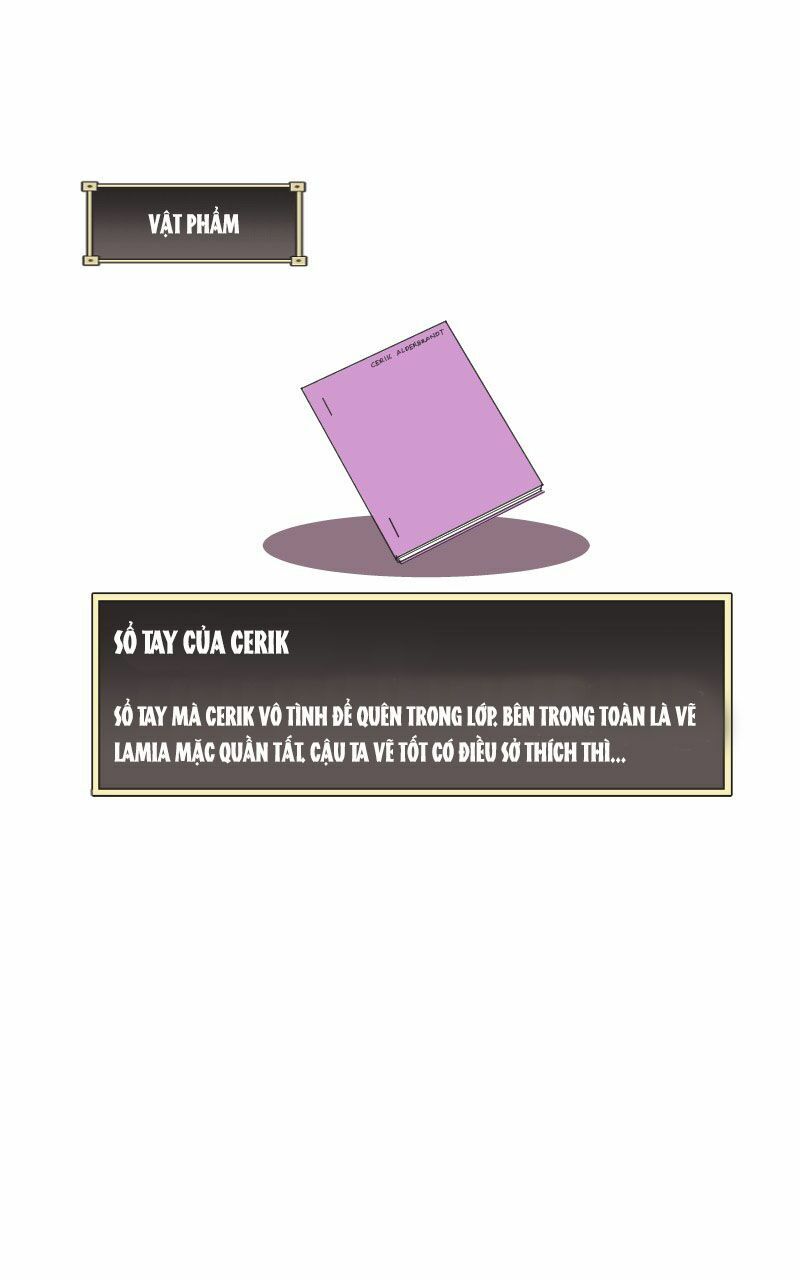 VẬT PHẨM
CERIK ALDERBRANDT
SỔ TAY CỦA CERIK
SỔ TAY MÀ CERIK VÔ TÌNH ĐỂ QUÊN TRONG LỚP. BÊN TRONG TOÀN LÀ VẼ
LAMIA MẶC QUẦN TẤT. CẬU TA VẼ TỐT CÓ ĐIỀU SỞ THÍCH THÌ...